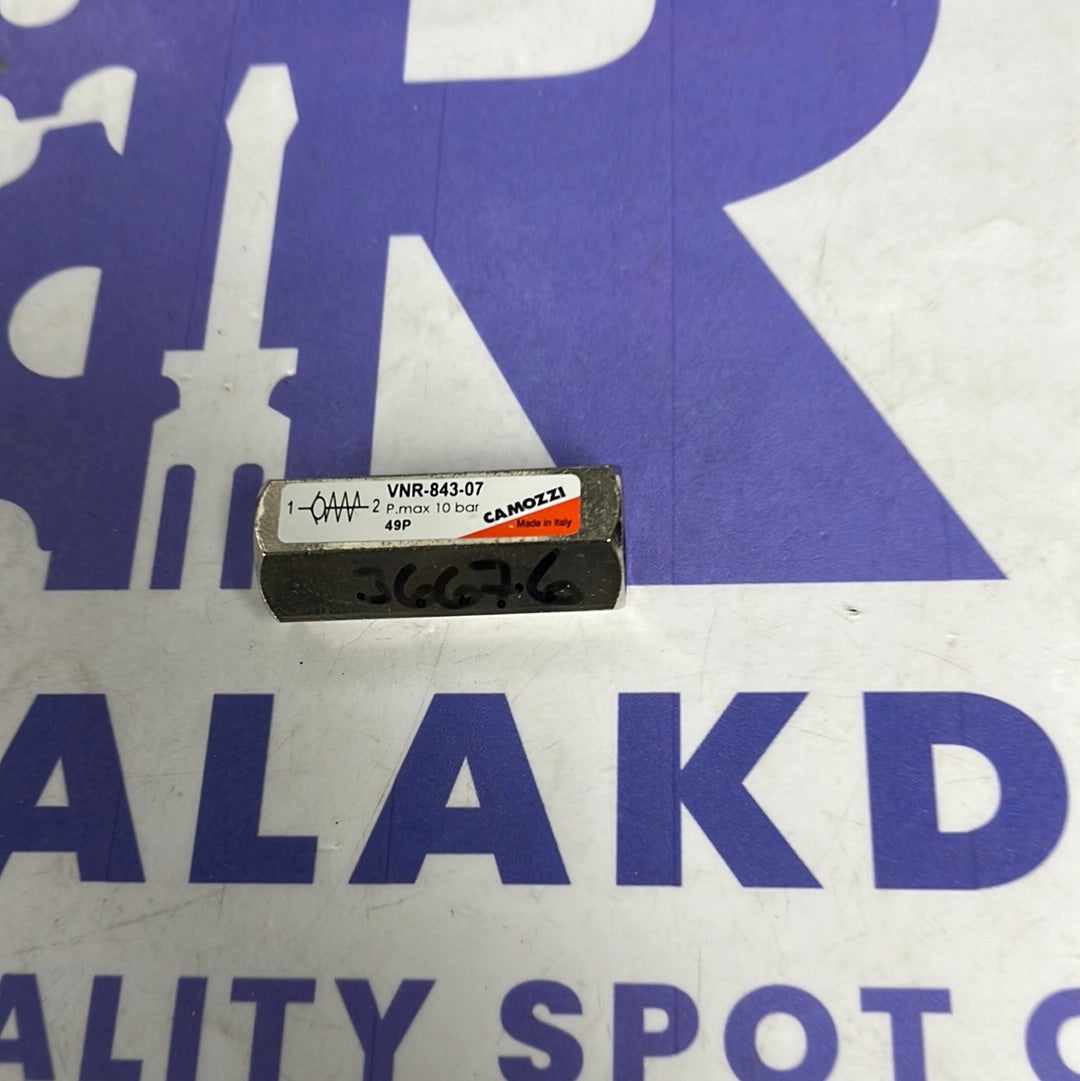 R
1 2 VNR-843-07
P.max 10 bar
49P
CAMOZZI
Made in Italy
3667.6
ALAKD
ALITY SPOT